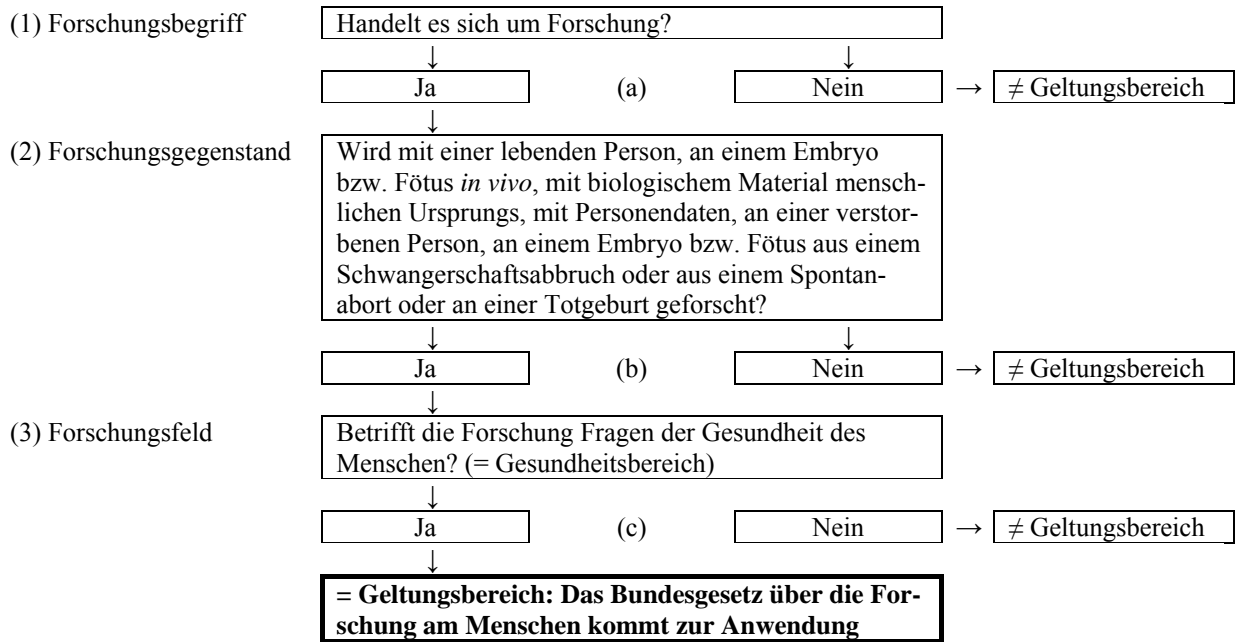 (1) Forschungsbegriff Handelt es sich um Forschung?
↓ ↓
Ja (a) Nein → ≠ Geltungsbereich
↓
(2) Forschungsgegenstand Wird mit einer lebenden Person, an einem Embryo
bzw. Fötus in vivo, mit biologischem Material mensch-
lichen Ursprungs, mit Personendaten, an einer verstor-
benen Person, an einem Embryo bzw. Fötus aus einem
Schwangerschaftsabbruch oder aus einem Spontan-
abort oder an einer Totgeburt geforscht?
↓ ↓
Ja (b) Nein → ≠ Geltungsbereich
↓
(3) Forschungsfeld Betrifft die Forschung Fragen der Gesundheit des
Menschen? (= Gesundheitsbereich)
↓
Ja (c) Nein → ≠ Geltungsbereich
↓
= Geltungsbereich: Das Bundesgesetz über die For-
schung am Menschen kommt zur Anwendung